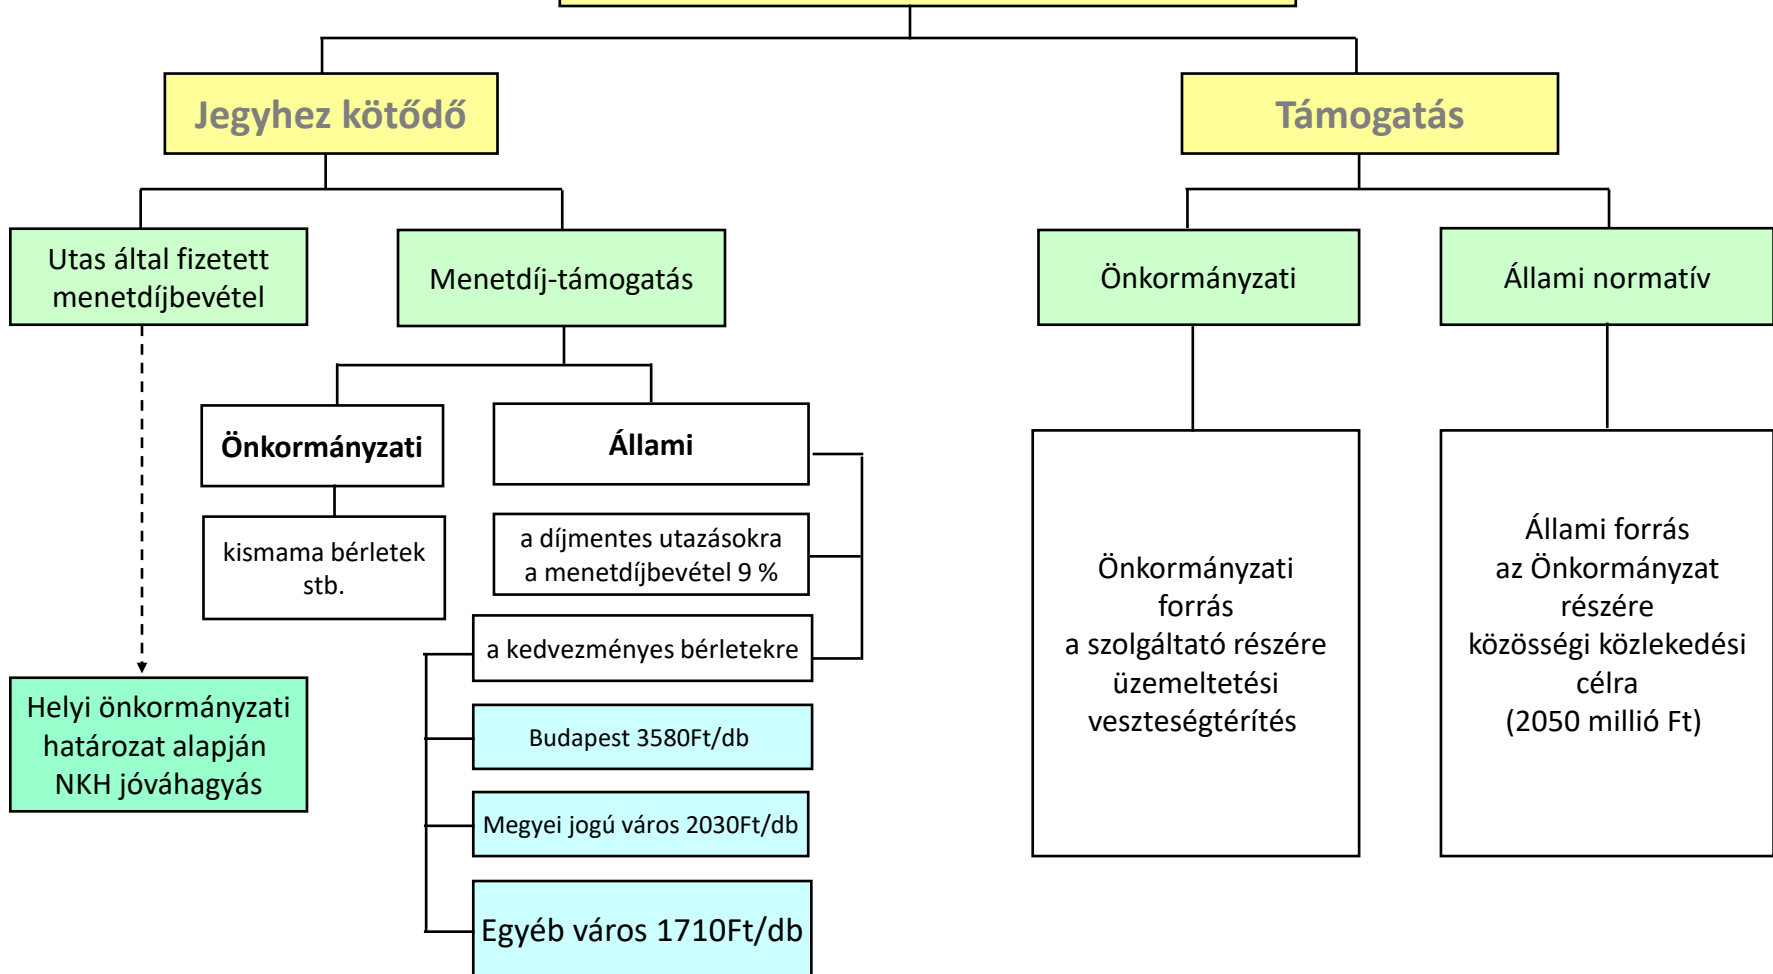 Jegyhez kötődő
Támogatás
Utas által fizetett
menetdíjbevétel
Menetdíj-támogatás
Önkormányzati
Állami normatív
Önkormányzati
Állami
kismama bérletek
stb.
a díjmentes utazásokra
a menetdíjbevétel 9 %
a kedvezményes bérletekre
Helyi önkormányzati
határozat alapján
NKH jóváhagyás
Budapest 3580Ft/db
Megyei jogú város 2030Ft/db
Egyéb város 1710Ft/db
Önkormányzati
forrás
a szolgáltató részére
üzemeltetési
veszteségtérítés
Állami forrás
az Önkormányzat
részére
közösségi közlekedési
célra
(2050 millió Ft)